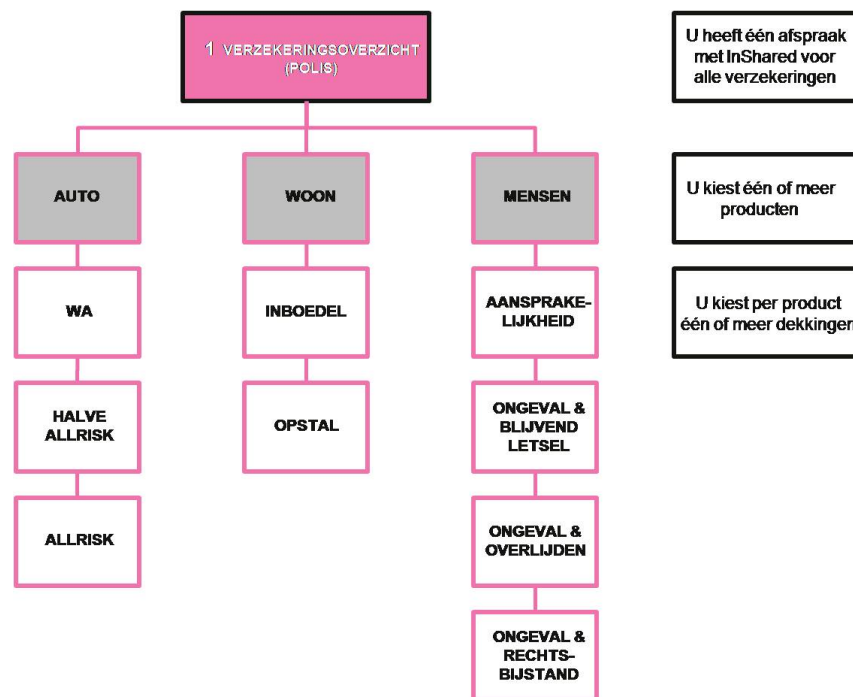 1 VERZEKERINGSOVERZICHT
(POLIS)
U heeft één afspraak
met InShared voor
alle verzekeringen
AUTO
WOON
MENSEN
U kiest één of meer
producten
WA
INBOEDEL
AANSPRAKE-
LIJKHEID
U kiest per product
één of meer dekkingen
HALVE
ALLRISK
OPSTAL
ONGEVAL &
BLIJVEND
LETSEL
ALLRISK
ONGEVAL &
OVERLIJDEN
ONGEVAL &
RECHTS-
BIJSTAND